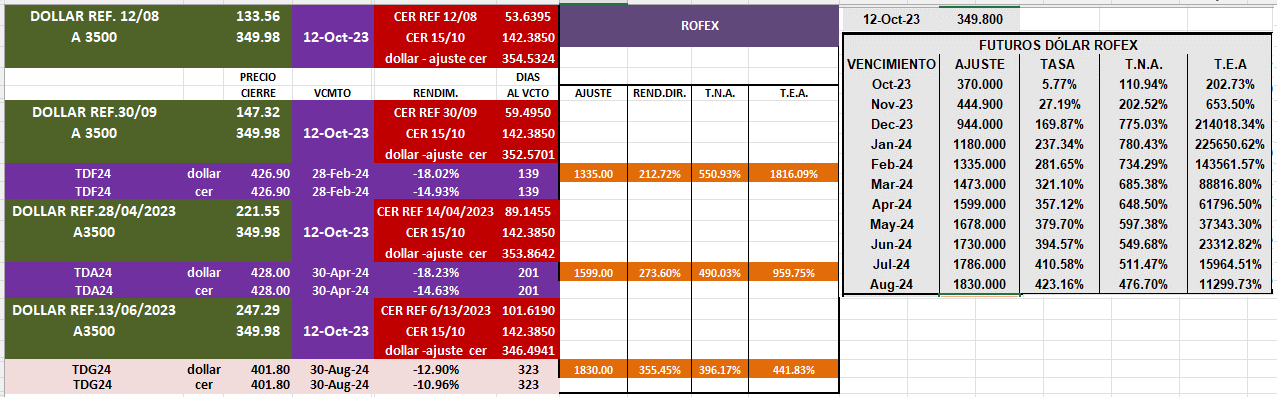 DOLLAR REF. 12/08 133.56 CER REF 12/08 53.6395
A 3500 349.98 12-Oct-23 CER 15/10 142.3850
dollar - ajuste cer 354.5324
ROFEX
PRECIO DIAS
CIERRE VCMTO RENDIM. AL VCTO AJUSTE REND.DIR. T.N.A. T.E.A.
DOLLAR REF.30/09 147.32 CER REF 30/09 59.4950
A 3500 349.98 12-Oct-23 CER 15/10 142.3850
dollar -ajuste cer 352.5701
TDF24 dollar 426.90 28-Feb-24 -18.02% 139 1335.00 212.72% 550.93% 1816.09%
TDF24 cer 426.90 28-Feb-24 -14.93% 139
DOLLAR REF.28/04/2023 221.55 CER REF 14/04/2023 89.1455
A3500 349.98 12-Oct-23 CER 15/10 142.3850
dollar -ajuste cer 353.8642
TDA24 dollar 428.00 30-Apr-24 -18.23% 201 1599.00 273.60% 490.03% 959.75%
TDA24 cer 428.00 30-Apr-24 -14.63% 201
DOLLAR REF.13/06/2023 247.29 CER REF 6/13/2023 101.6190
A3500 349.98 12-Oct-23 CER 15/10 142.3850
dollar -ajuste cer 346.4941
TDG24 dollar 401.80 30-Aug-24 -12.90% 323 1830.00 355.45% 396.17% 441.83%
TDG24 cer 401.80 30-Aug-24 -10.96% 323
12-Oct-23 349.800
FUTUROS DÓLAR ROFEX
VENCIMIENTO AJUSTE TASA T.N.A. T.E.A
Oct-23 370.000 5.77% 110.94% 202.73%
Nov-23 444.900 27.19% 202.52% 653.50%
Dec-23 944.000 169.87% 775.03% 214018.34%
Jan-24 1180.000 237.34% 780.43% 225650.62%
Feb-24 1335.000 281.65% 734.29% 143561.57%
Mar-24 1473.000 321.10% 685.38% 88816.80%
Apr-24 1599.000 357.12% 648.50% 61796.50%
May-24 1678.000 379.70% 597.38% 37343.30%
Jun-24 1730.000 394.57% 549.68% 23312.82%
Jul-24 1786.000 410.58% 511.47% 15964.51%
Aug-24 1830.000 423.16% 476.70% 11299.73%